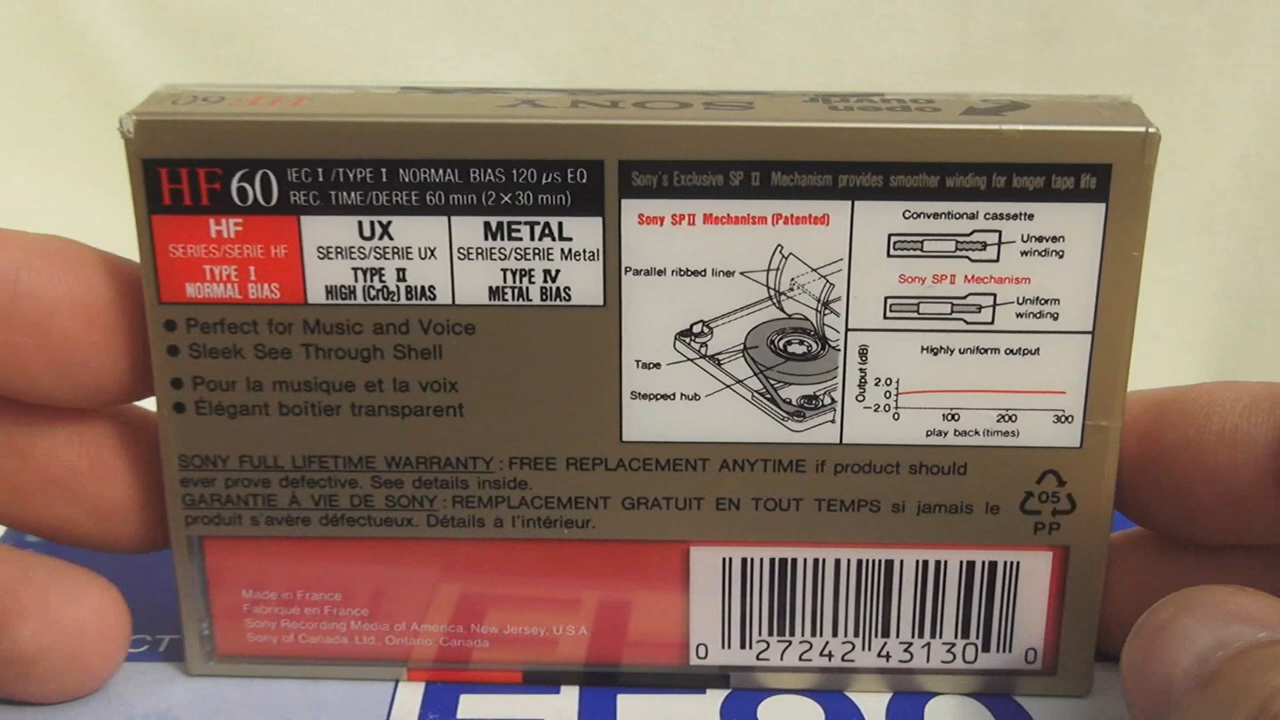 HF 60
SONY
open
ouvrir
HF 60
IEC I / TYPE I NORMAL BIAS 120 μs EQ
REC. TIME/DEREE 60 min (2×30 min)
HF
SERIES/SERIE HF
TYPE I
NORMAL BIAS
UX
SERIES/SERIE UX
TYPE II
HIGH (CrO₂) BIAS
METAL
SERIES/SERIE Metal
TYPE IV
METAL BIAS
● Perfect for Music and Voice
● Sleek See Through Shell
● Pour la musique et la voix
● Élégant boîtier transparent
Sony's Exclusive SP II Mechanism provides smoother winding for longer tape life
Sony SP II Mechanism (Patented)
Parallel ribbed liner
Tape
Stepped hub
Conventional cassette
Uneven
winding
Sony SP II Mechanism
Uniform
winding
Highly uniform output
Output (dB)
2.0
0
−2.0
0 100 200 300
play back (times)
SONY FULL LIFETIME WARRANTY : FREE REPLACEMENT ANYTIME if product should
ever prove defective. See details inside.
GARANTIE À VIE DE SONY : REMPLACEMENT GRATUIT EN TOUT TEMPS si jamais le
produit s'avère défectueux. Détails à l'intérieur.
05
PP
Made in France
Fabriqué en France
Sony Recording Media of America, New Jersey, U.S.A.
Sony of Canada, Ltd., Ontario, Canada
0 27242 43130 0
CT